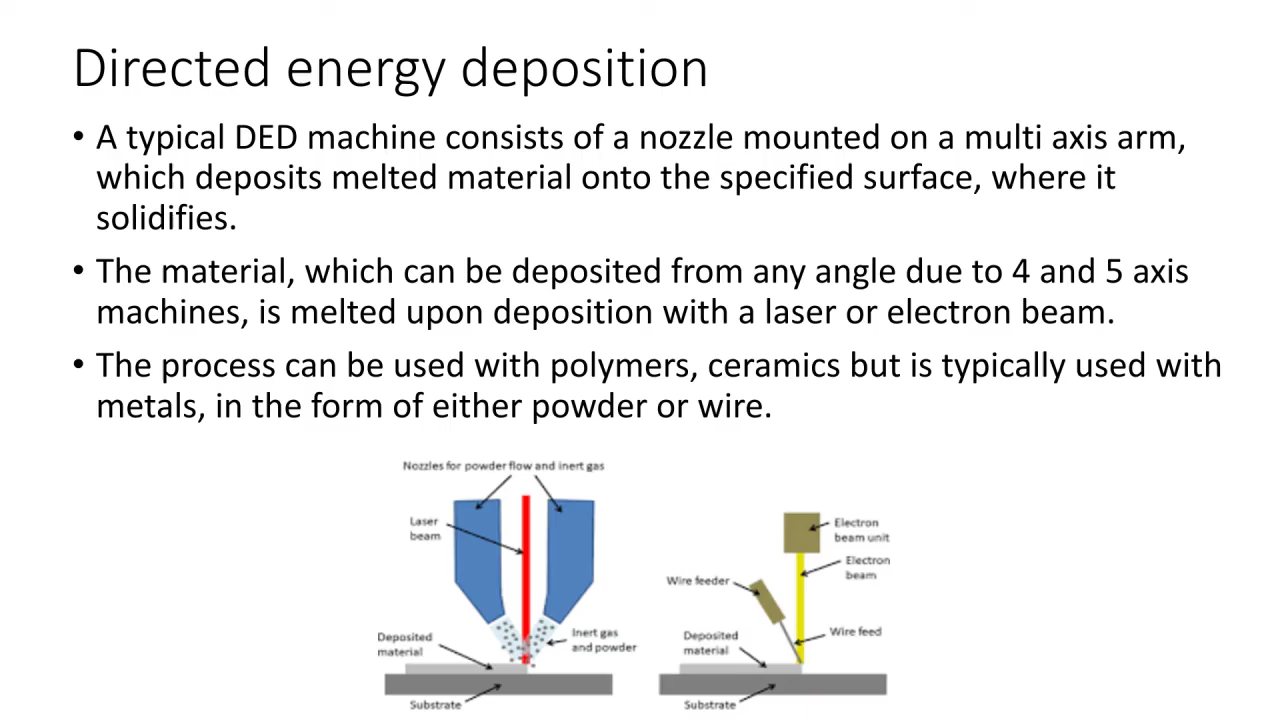 Directed energy deposition
• A typical DED machine consists of a nozzle mounted on a multi axis arm,
which deposits melted material onto the specified surface, where it
solidifies.
• The material, which can be deposited from any angle due to 4 and 5 axis
machines, is melted upon deposition with a laser or electron beam.
• The process can be used with polymers, ceramics but is typically used with
metals, in the form of either powder or wire.
Nozzles for powder flow and inert gas
Laser
beam
Deposited
material
Inert gas
and powder
Substrate
Electron
beam unit
Electron
beam
Wire feeder
Wire feed
Deposited
material
Substrate